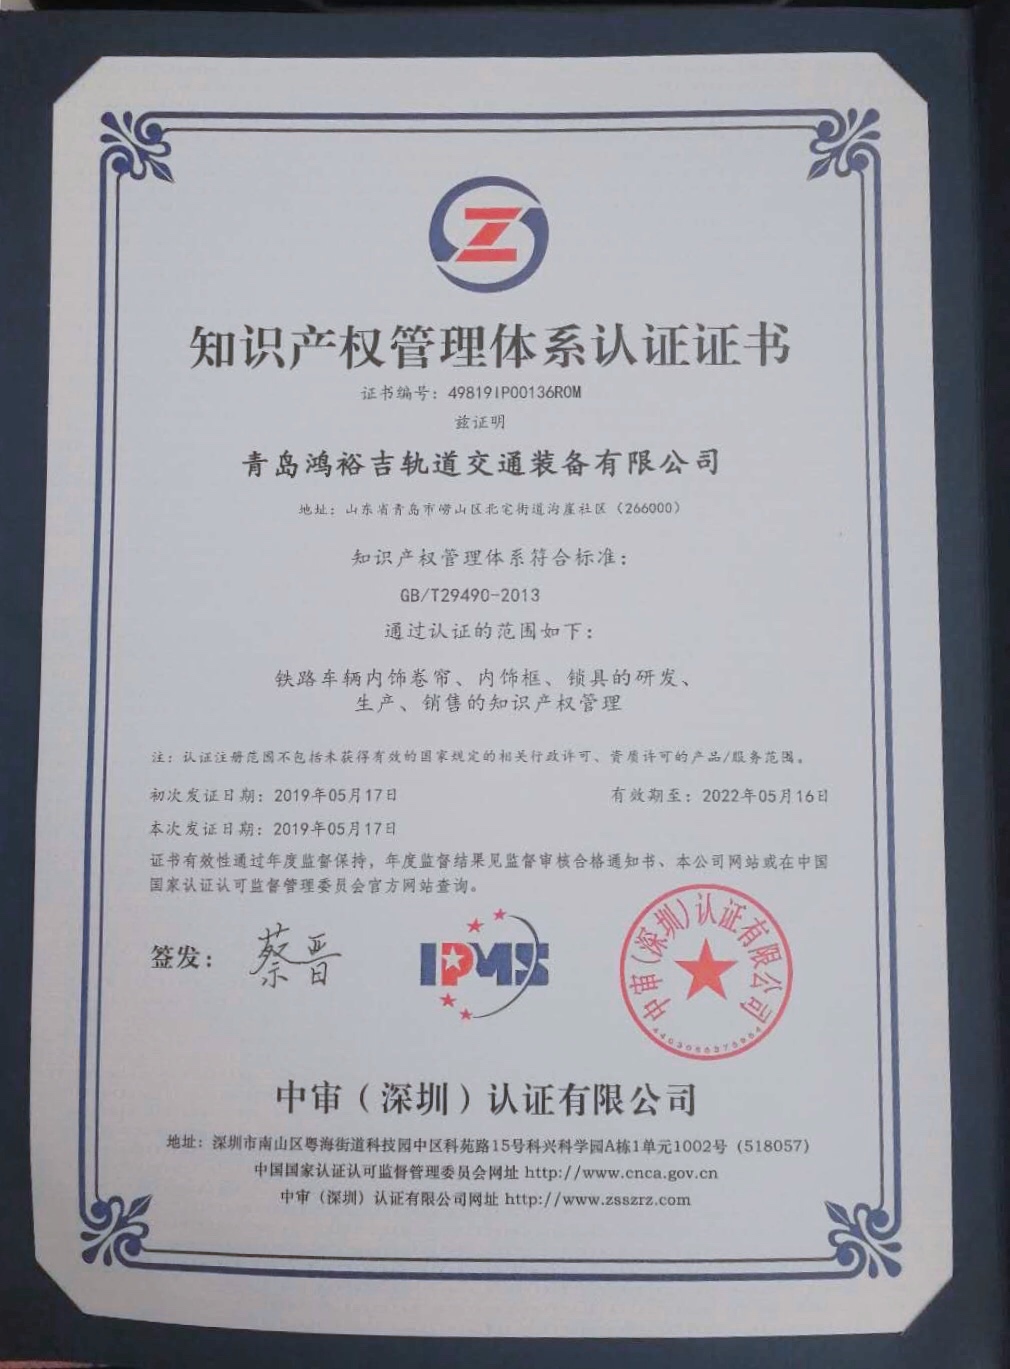 Z
知识产权管理体系认证证书
证书编号：49819IP00136R0M
兹证明
青岛鸿裕吉轨道交通装备有限公司
地址：山东省青岛市崂山区北宅街道沟崖社区（266000）
知识产权管理体系符合标准：
GB/T29490-2013
通过认证的范围如下：
铁路车辆内饰卷帘、内饰框、锁具的研发、
生产、销售的知识产权管理
注：认证注册范围不包括未获得有效的国家规定的相关行政许可、资质许可的产品/服务范围。
初次发证日期：2019年05月17日 有效期至：2022年05月16日
本次发证日期：2019年05月17日
证书有效性通过年度监督保持，年度监督结果见监督审核合格通知书、本公司网站或在中国
国家认证认可监督管理委员会官方网站查询。
签发： 蔡晋
IPMS
中审（深圳）认证有限公司
中审（深圳）认证有限公司
地址：深圳市南山区粤海街道科技园中区科苑路15号科兴科学园A栋1单元1002号（518057）
中国国家认证认可监督管理委员会网址 http://www.cnca.gov.cn
中审（深圳）认证有限公司网址 http://www.zsszrz.com